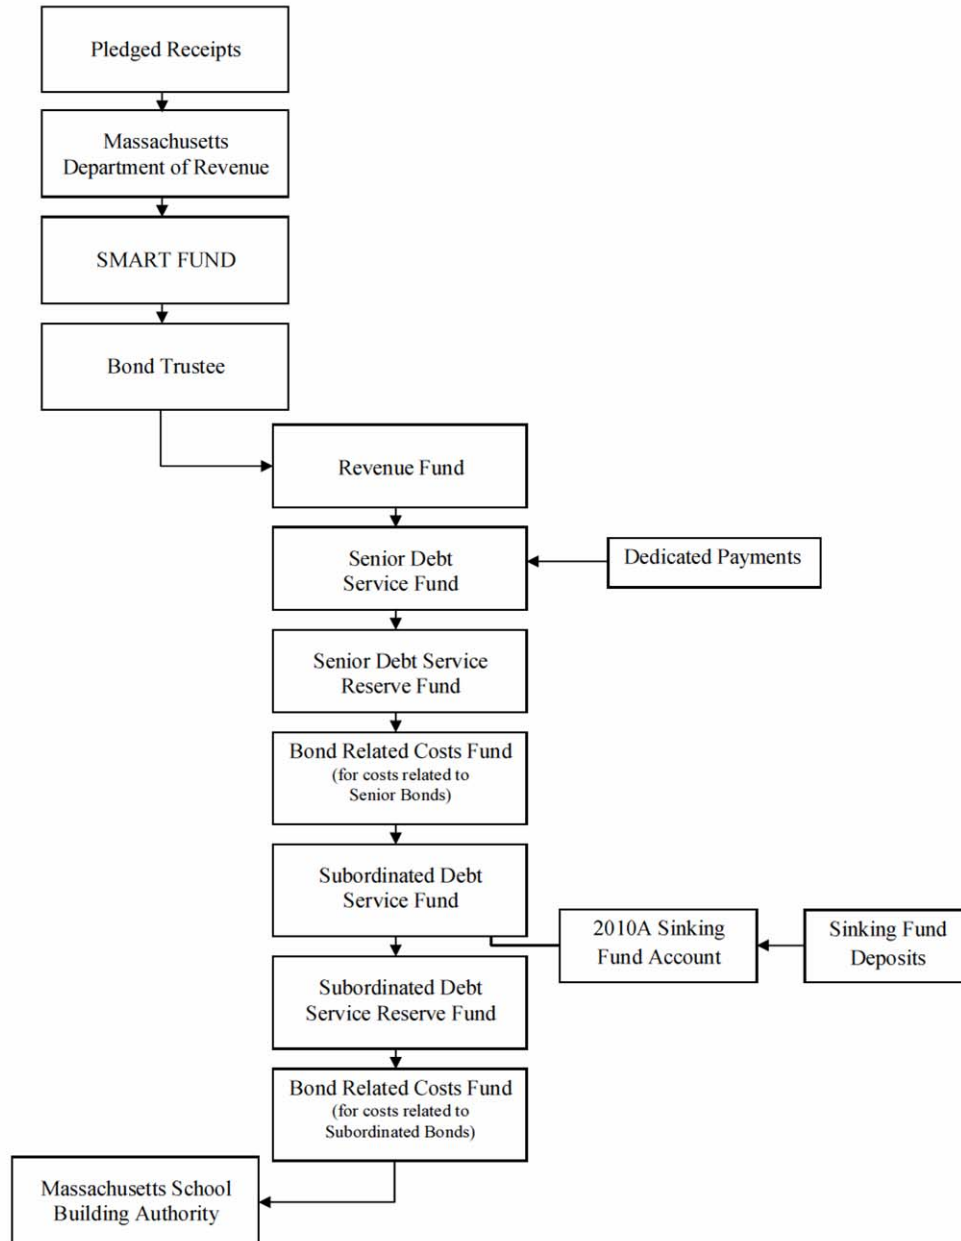 Pledged Receipts
Massachusetts
Department of Revenue
SMART FUND
Bond Trustee
Revenue Fund
Senior Debt
Service Fund
Dedicated Payments
Senior Debt Service
Reserve Fund
Bond Related Costs Fund
(for costs related to
Senior Bonds)
Subordinated Debt
Service Fund
2010A Sinking
Fund Account
Sinking Fund
Deposits
Subordinated Debt
Service Reserve Fund
Bond Related Costs Fund
(for costs related to
Subordinated Bonds)
Massachusetts School
Building Authority